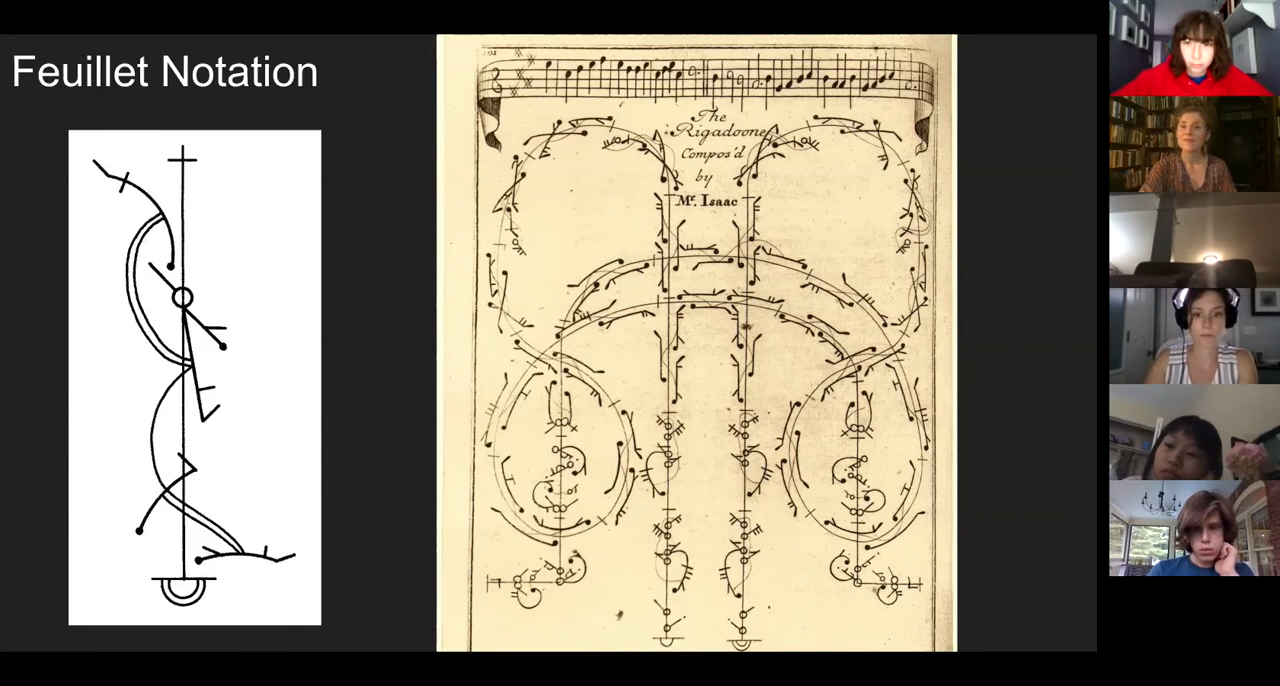 Feuillet Notation
The
Rigadoone
Compos'd
by
Mr. Isaac